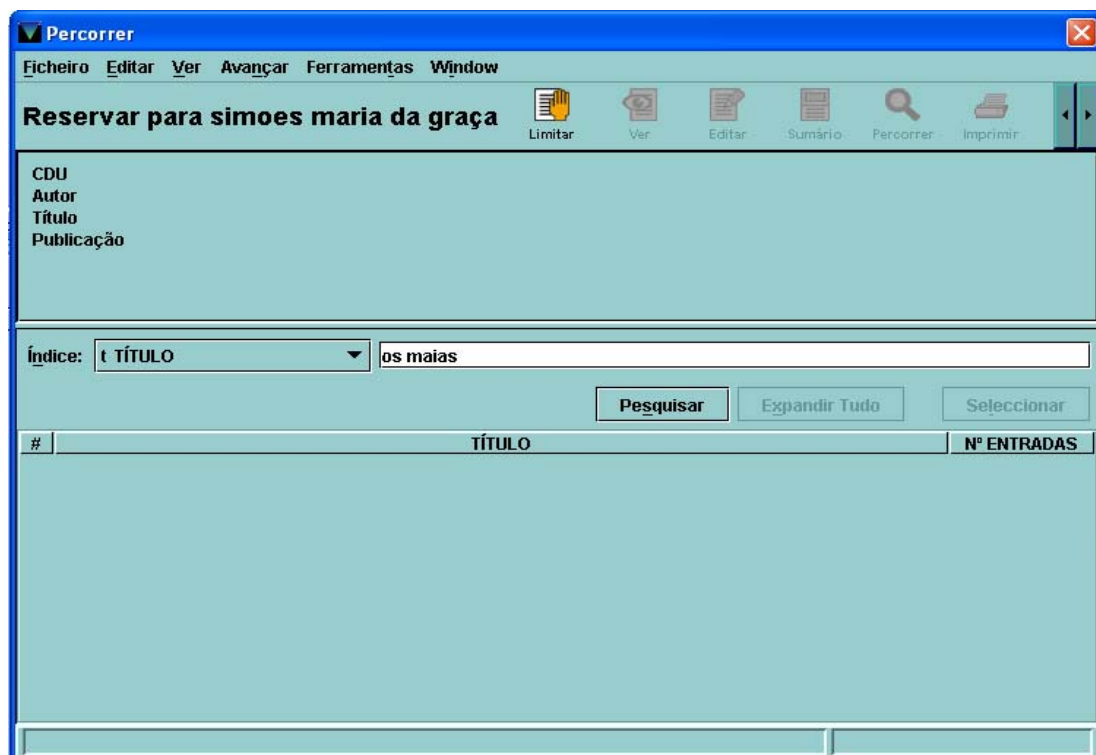 Percorrer
Ficheiro Editar Ver Avançar Ferramentas Window
Reservar para simoes maria da graça
Limitar Ver Editar Sumário Percorrer Imprimir
CDU
Autor
Título
Publicação
Índice: t TÍTULO os maias
Pesquisar Expandir Tudo Seleccionar
# TÍTULO Nº ENTRADAS